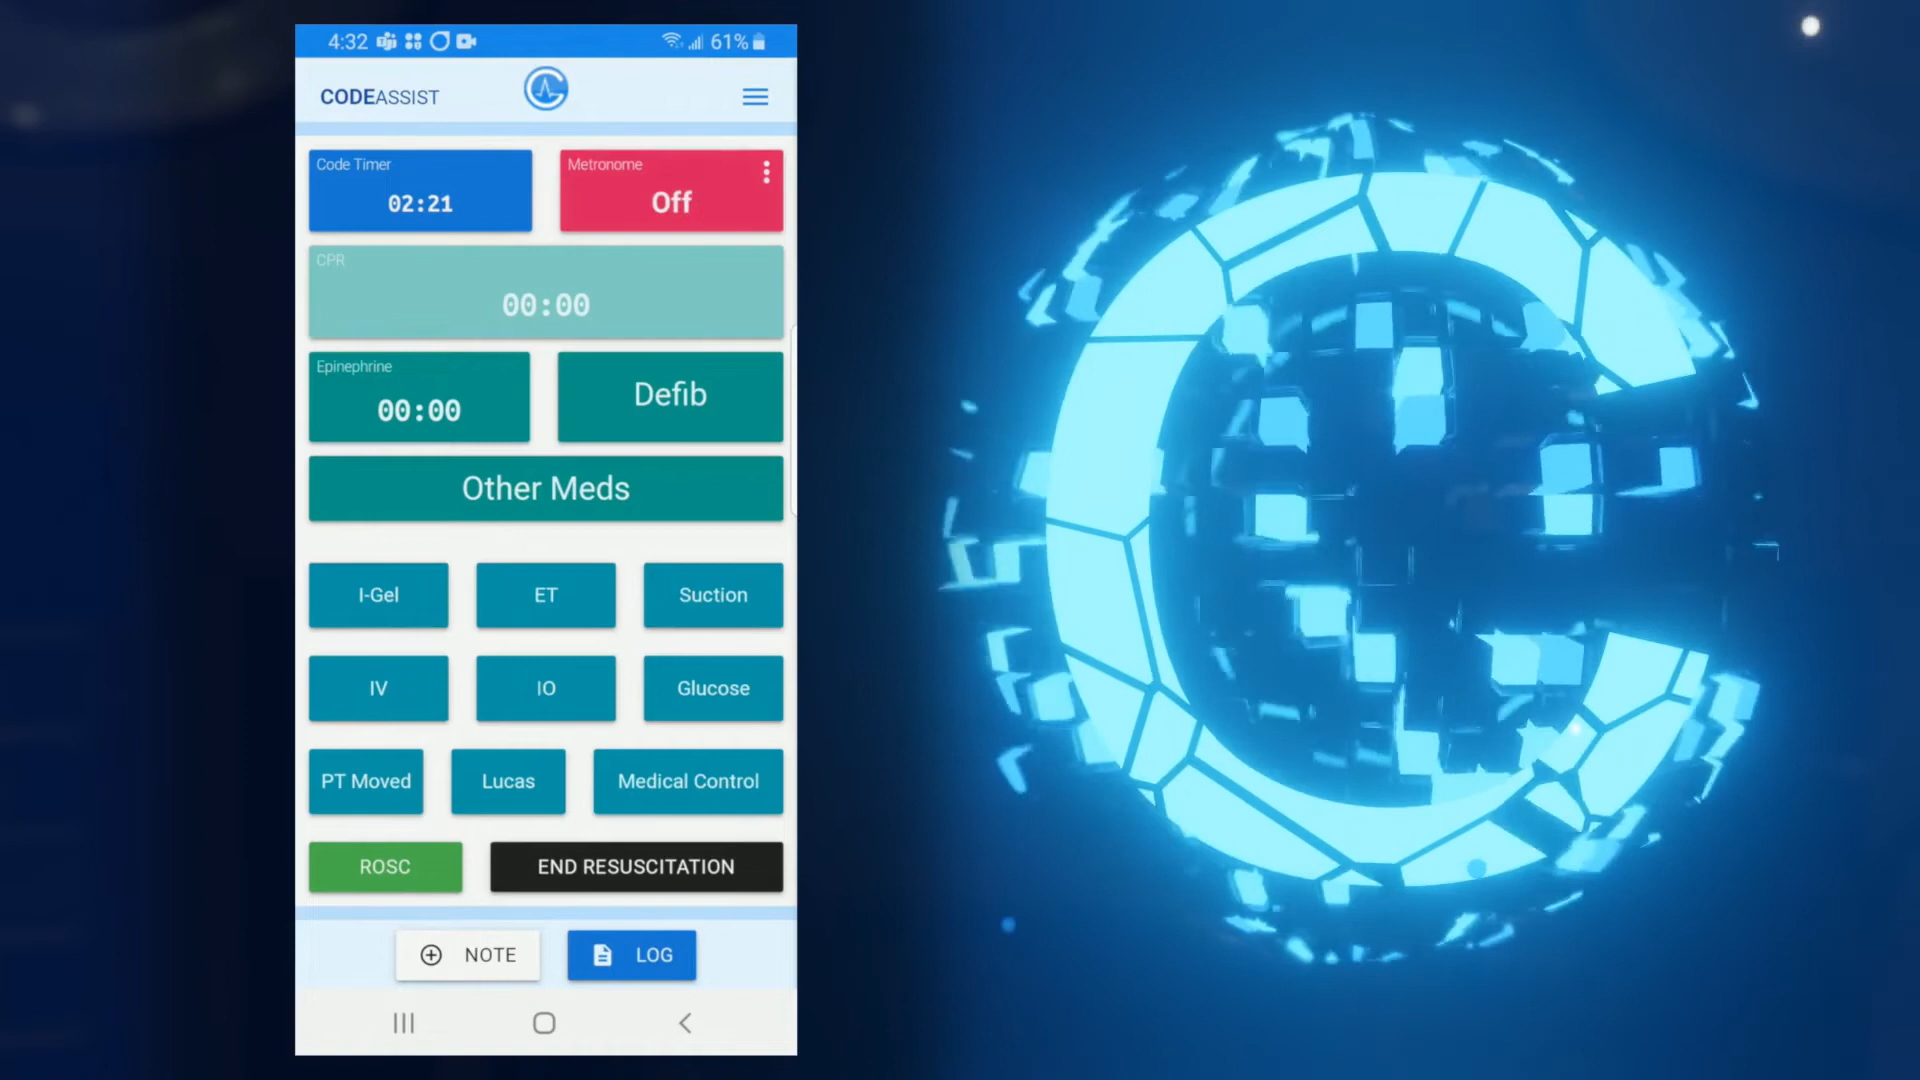 4:32 61%
CODEASSIST
Code Timer
02:21
Metronome
Off
CPR
00:00
Epinephrine
00:00
Defib
Other Meds
I-Gel ET Suction
IV IO Glucose
PT Moved Lucas Medical Control
ROSC END RESUSCITATION
NOTE LOG